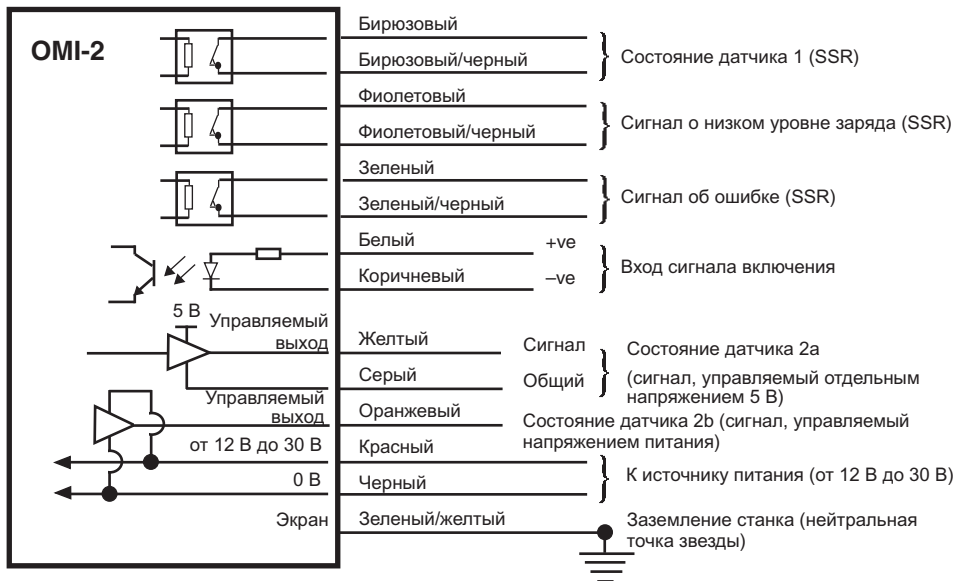 OMI-2
Бирюзовый
Бирюзовый/черный
Состояние датчика 1 (SSR)
Фиолетовый
Фиолетовый/черный
Сигнал о низком уровне заряда (SSR)
Зеленый
Зеленый/черный
Сигнал об ошибке (SSR)
Белый
+ve
Коричневый
–ve
Вход сигнала включения
5 В
Управляемый
выход
Желтый
Сигнал
Серый
Общий
Состояние датчика 2a
(сигнал, управляемый отдельным
напряжением 5 В)
Управляемый
выход
Оранжевый
Состояние датчика 2b (сигнал, управляемый
напряжением питания)
от 12 В до 30 В
Красный
0 В
Черный
К источнику питания (от 12 В до 30 В)
Экран
Зеленый/желтый
Заземление станка (нейтральная
точка звезды)